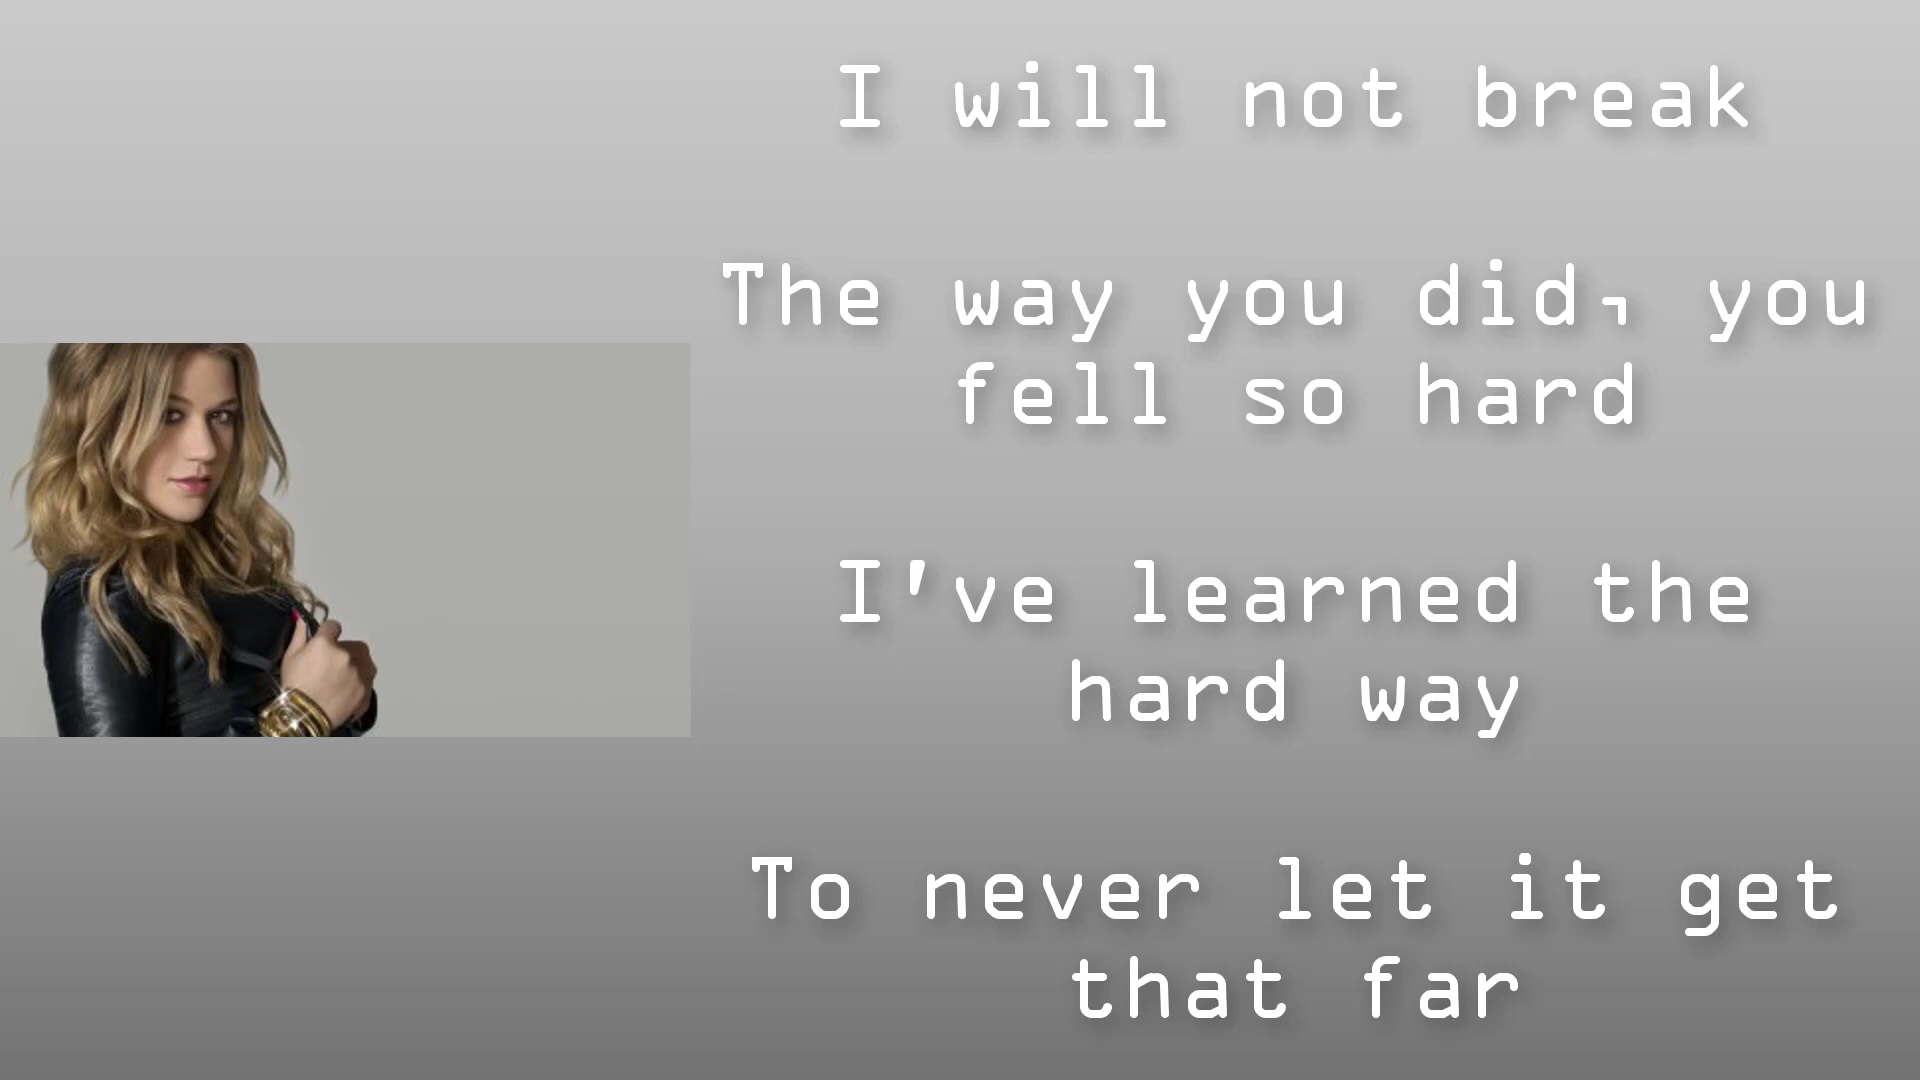 I will not break
The way you did, you
fell so hard
I've learned the
hard way
To never let it get
that far